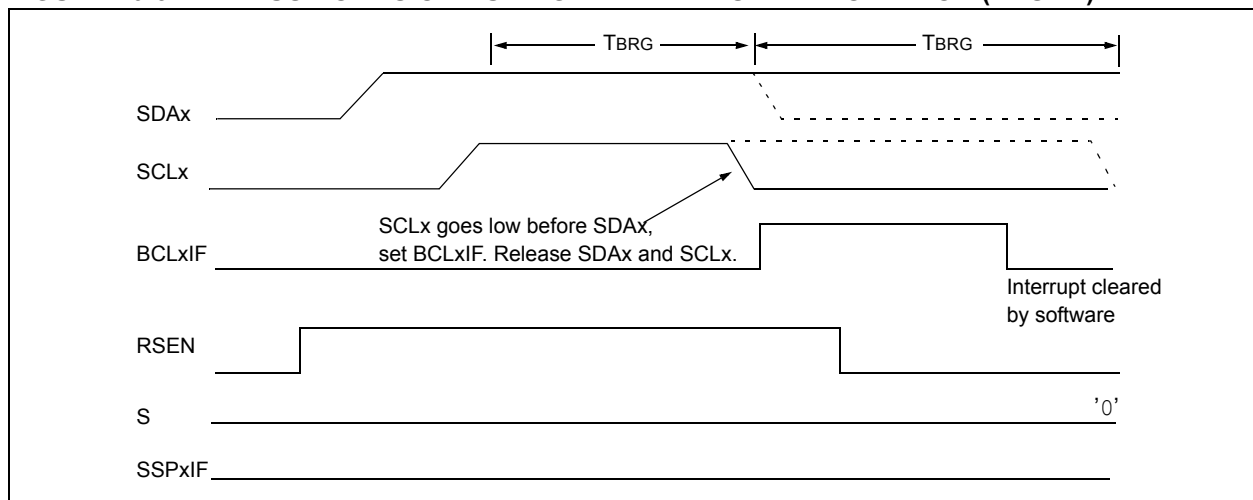 TBRG TBRG
SDAx
SCLx
SCLx goes low before SDAx,
set BCLxIF. Release SDAx and SCLx.
BCLxIF
Interrupt cleared
by software
RSEN
S
'0'
SSPxIF